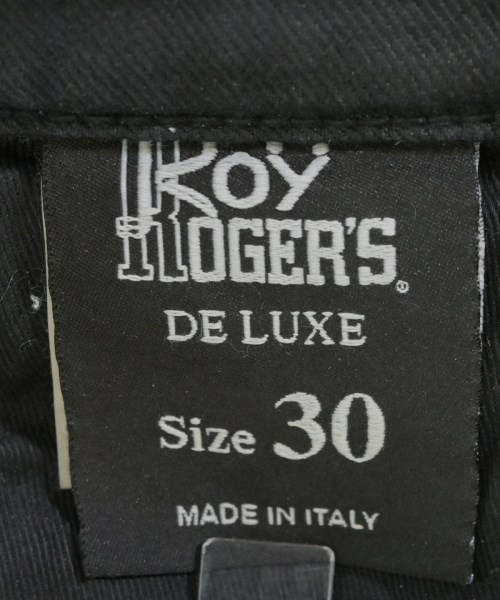 Roy
ROGER'S®
DE LUXE
Size 30
MADE IN ITALY